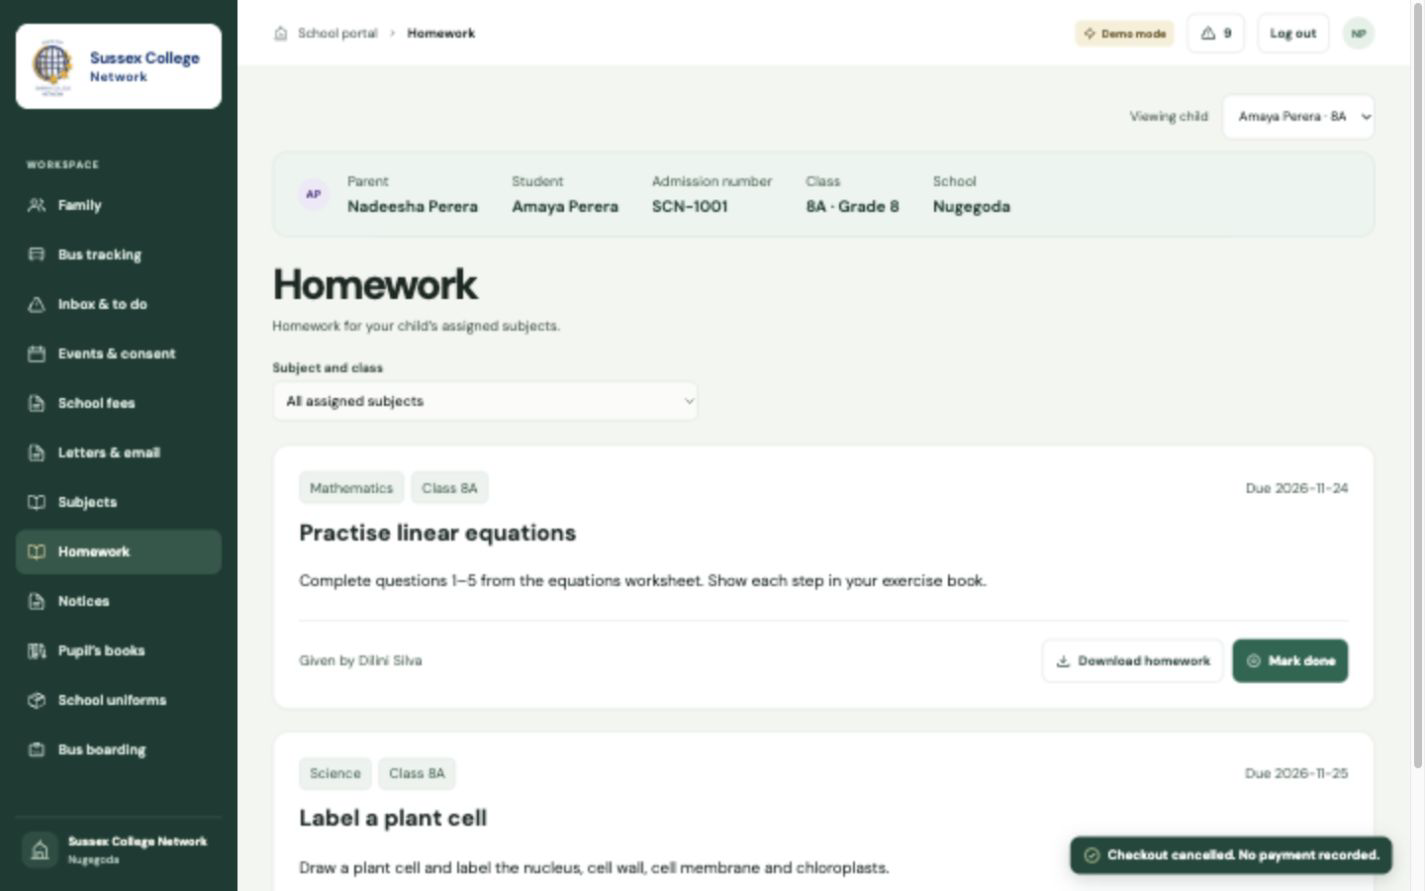 Sussex College
Network
WORKSPACE
Family
Bus tracking
Inbox & to do
Events & consent
School fees
Letters & email
Subjects
Homework
Notices
Pupil's books
School uniforms
Bus boarding
Sussex College Network
Nugegoda
School portal > Homework
Demo mode
9
Log out
NP
Viewing child
Amaya Perera · 8A
AP
Parent
Nadeesha Perera
Student
Amaya Perera
Admission number
SCN-1001
Class
8A · Grade 8
School
Nugegoda
Homework
Homework for your child's assigned subjects.
Subject and class
All assigned subjects
Mathematics
Class 8A
Due 2026-11-24
Practise linear equations
Complete questions 1–5 from the equations worksheet. Show each step in your exercise book.
Given by Dilini Silva
Download homework
Mark done
Science
Class 8A
Due 2026-11-25
Label a plant cell
Draw a plant cell and label the nucleus, cell wall, cell membrane and chloroplasts.
Checkout cancelled. No payment recorded.